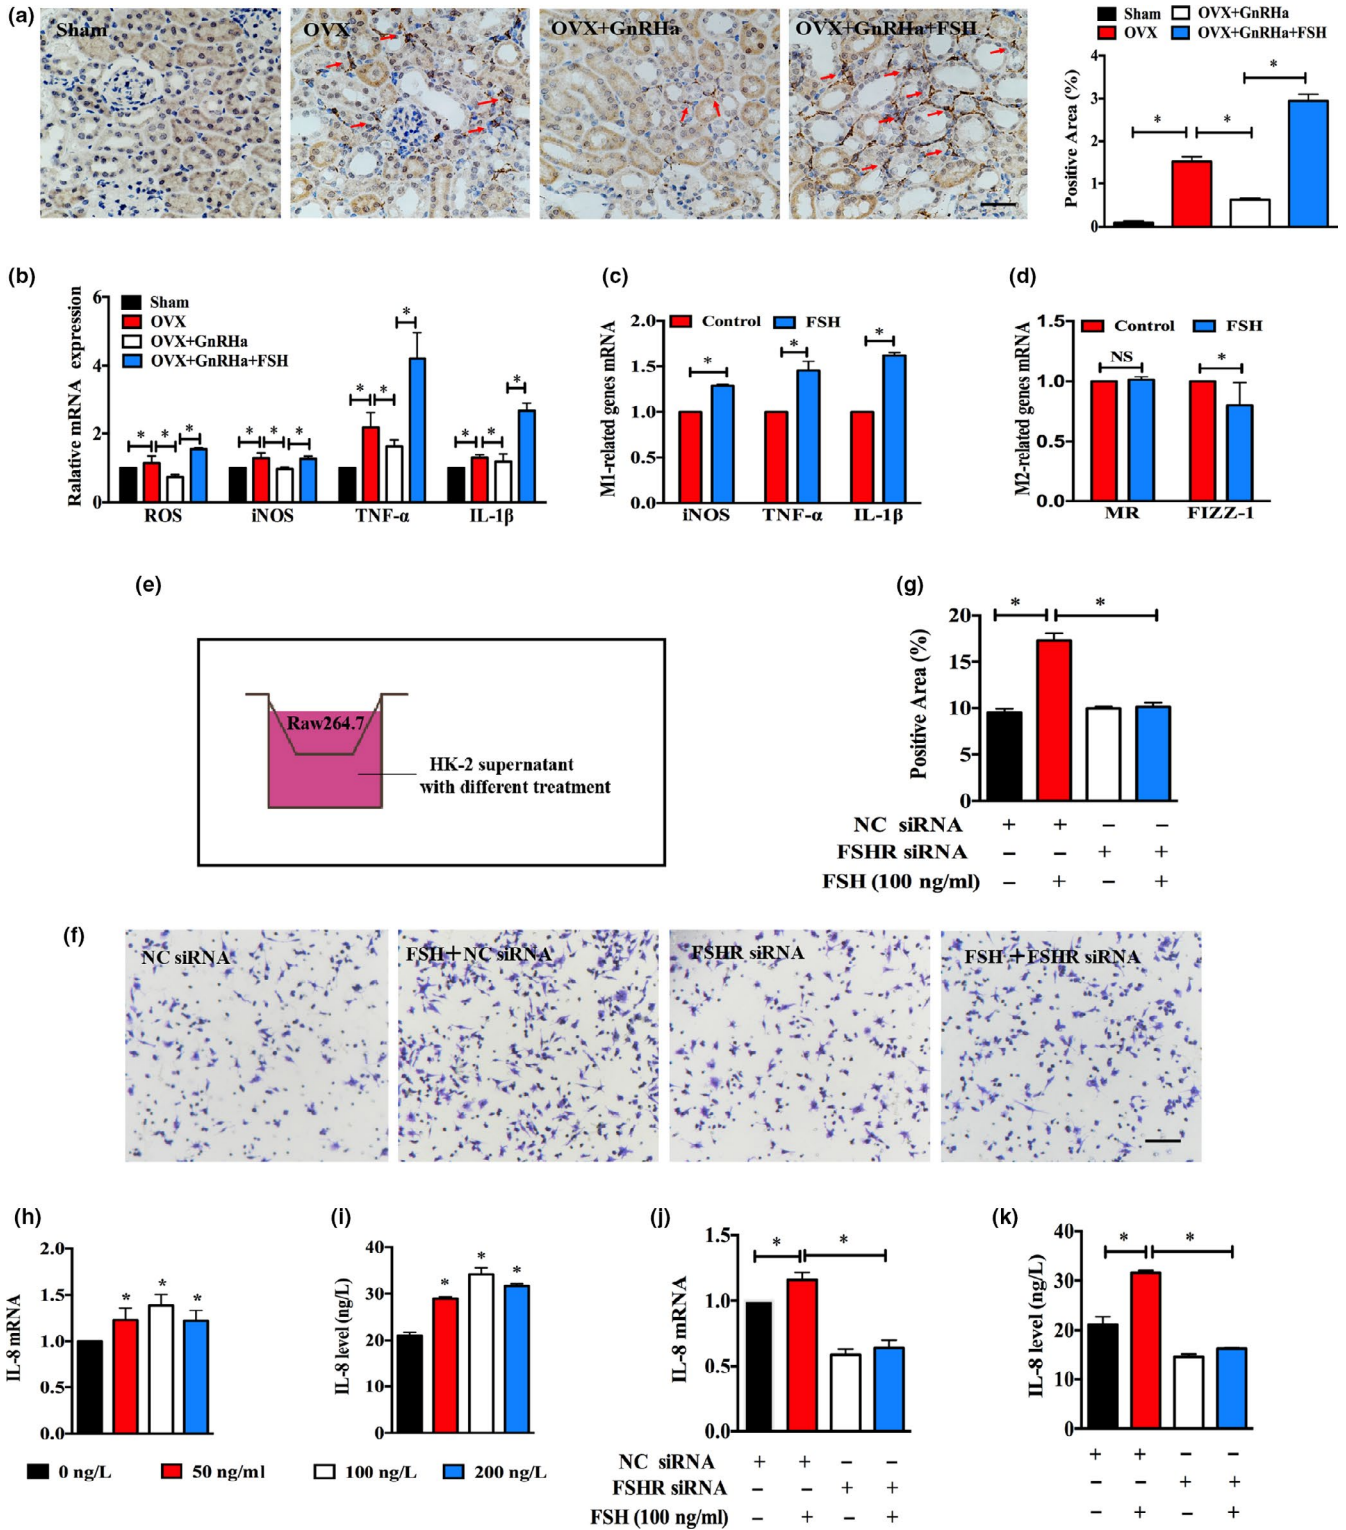 (a)
Sham
OVX
OVX+GnRHa
OVX+GnRHa+FSH
Sham
OVX+GnRHa
OVX
OVX+GnRHa+FSH
Positive Area (%)
4
3
2
1
0
*
*
*
(b)
Ralative mRNA expression
6
4
2
0
Sham
OVX
OVX+GnRHa
OVX+GnRHa+FSH
* * *
* * *
* * *
* * *
ROS
iNOS
TNF-α
IL-1β
(c)
M1-related genes mRNA
2.0
1.5
1.0
0.5
0.0
Control
FSH
*
*
*
iNOS
TNF-α
IL-1β
(d)
M2-related genes mRNA
1.5
1.0
0.5
0.0
Control
FSH
NS
*
MR
FIZZ-1
(e)
Raw264.7
HK-2 supernatant
with different treatment
(g)
Positive Area (%)
20
15
10
5
0
*
*
NC siRNA + + – –
FSHR siRNA – – + +
FSH (100 ng/ml) – + – +
(f)
NC siRNA
FSH+NC siRNA
FSHR siRNA
FSH +FSHR siRNA
(h)
IL-8 mRNA
2.0
1.5
1.0
0.5
0.0
* * *
(i)
IL-8 level (ng/L)
40
30
20
10
0
* * *
0 ng/L
50 ng/ml
100 ng/L
200 ng/L
(j)
IL-8 mRNA
1.5
1.0
0.5
0.0
*
*
NC siRNA + + – –
FSHR siRNA – – + +
FSH (100 ng/ml) – + – +
(k)
IL-8 level (ng/L)
40
30
20
10
0
*
*
+ + – –
– – + +
– + – +